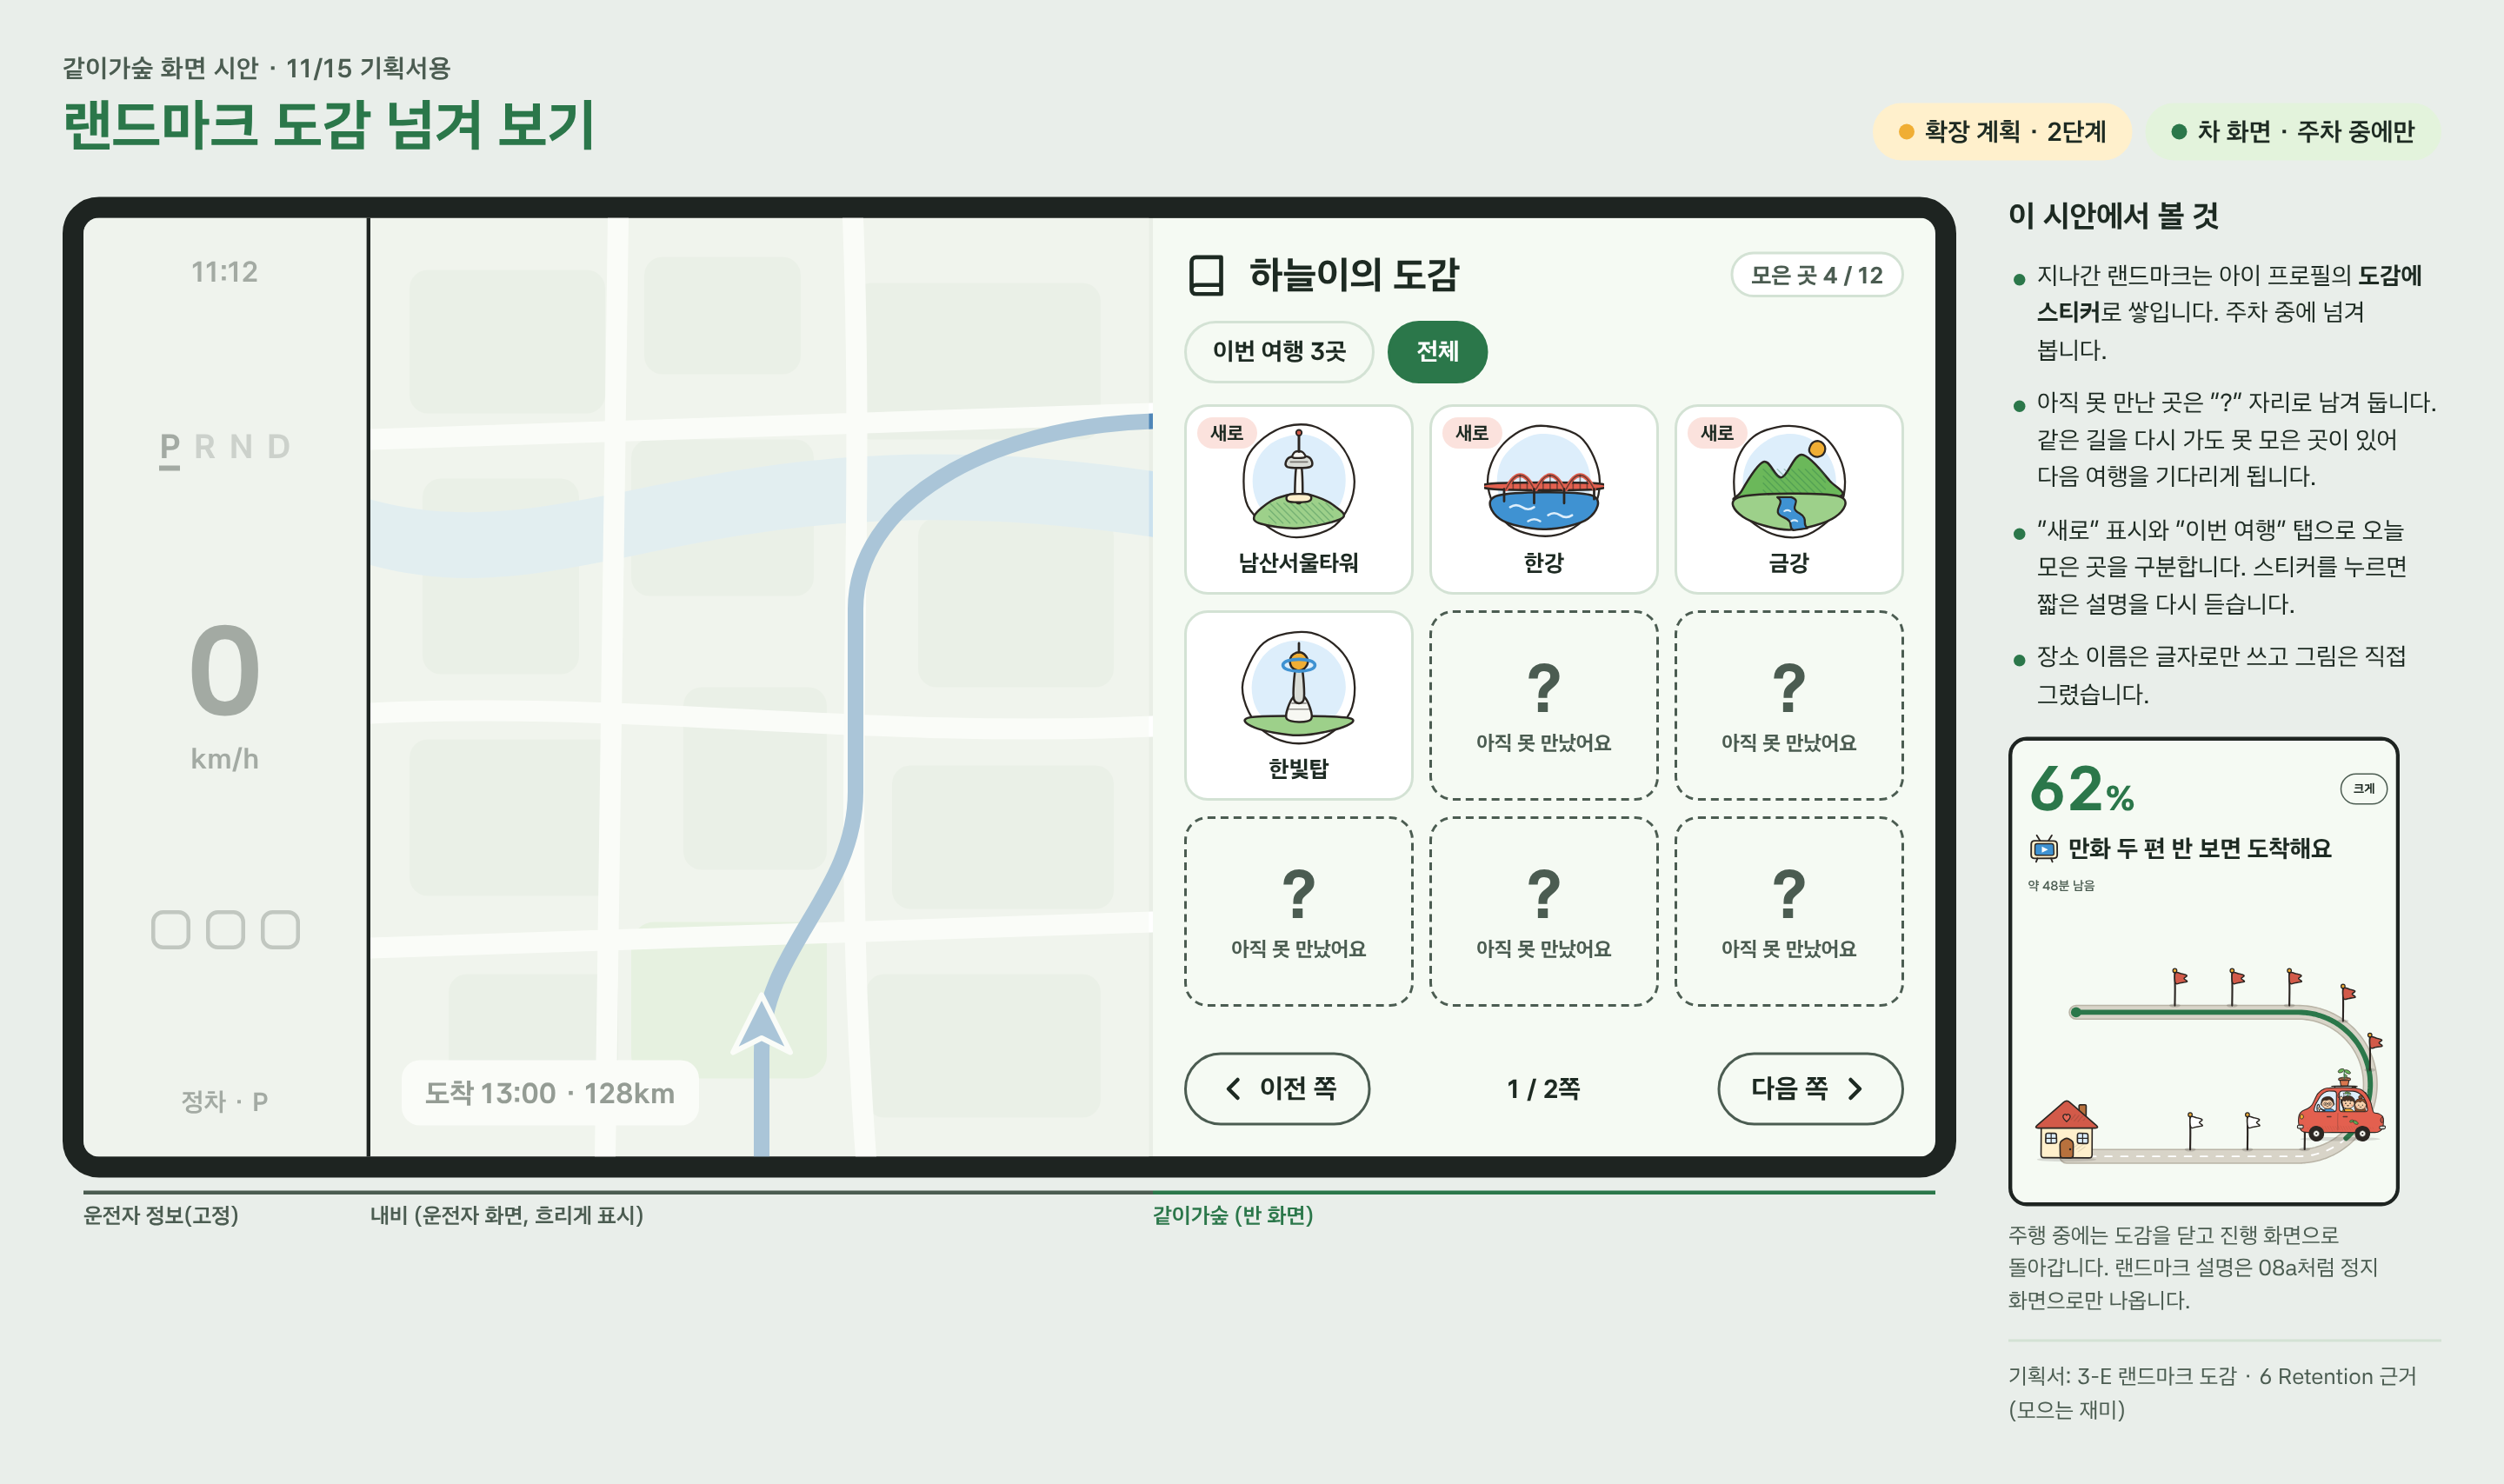 같이가숲 화면 시안 · 11/15 기획서용
랜드마크 도감 넘겨 보기
확장 계획 · 2단계
차 화면 · 주차 중에만
11:12
P R N D
0
km/h
정차 · P
도착 13:00 · 128km
하늘이의 도감
모은 곳 4 / 12
이번 여행 3곳
전체
새로
남산서울타워
새로
한강
새로
금강
한빛탑
?
아직 못 만났어요
?
아직 못 만났어요
?
아직 못 만났어요
?
아직 못 만났어요
?
아직 못 만났어요
이전 쪽
1 / 2쪽
다음 쪽
운전자 정보(고정)
내비 (운전자 화면, 흐리게 표시)
같이가숲 (반 화면)
이 시안에서 볼 것
지나간 랜드마크는 아이 프로필의 도감에
스티커로 쌓입니다. 주차 중에 넘겨
봅니다.
아직 못 만난 곳은 "?" 자리로 남겨 둡니다.
같은 길을 다시 가도 못 모은 곳이 있어
다음 여행을 기다리게 됩니다.
"새로" 표시와 "이번 여행" 탭으로 오늘
모은 곳을 구분합니다. 스티커를 누르면
짧은 설명을 다시 듣습니다.
장소 이름은 글자로만 쓰고 그림은 직접
그렸습니다.
62%
크게
만화 두 편 반 보면 도착해요
약 48분 남음
주행 중에는 도감을 닫고 진행 화면으로
돌아갑니다. 랜드마크 설명은 08a처럼 정지
화면으로만 나옵니다.
기획서: 3-E 랜드마크 도감 · 6 Retention 근거
(모으는 재미)